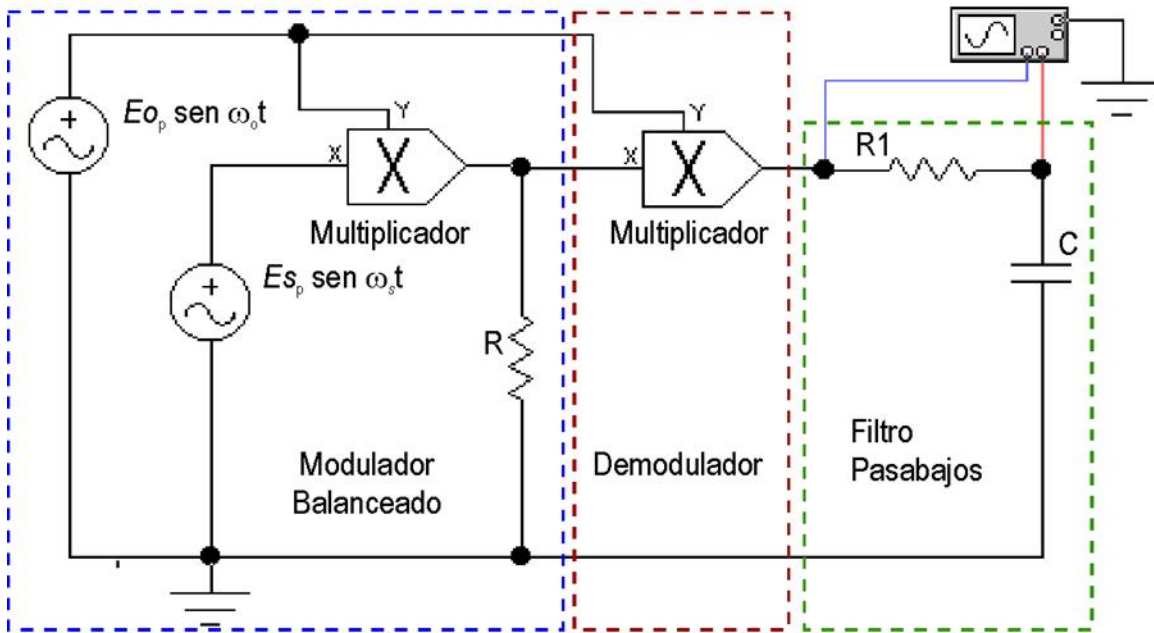 Eoₚ sen ωₒt
Y
X
X
Multiplicador
Esₚ sen ωₛt
R
Modulador
Balanceado
Y
X
X
Multiplicador
Demodulador
R1
C
Filtro
Pasabajos